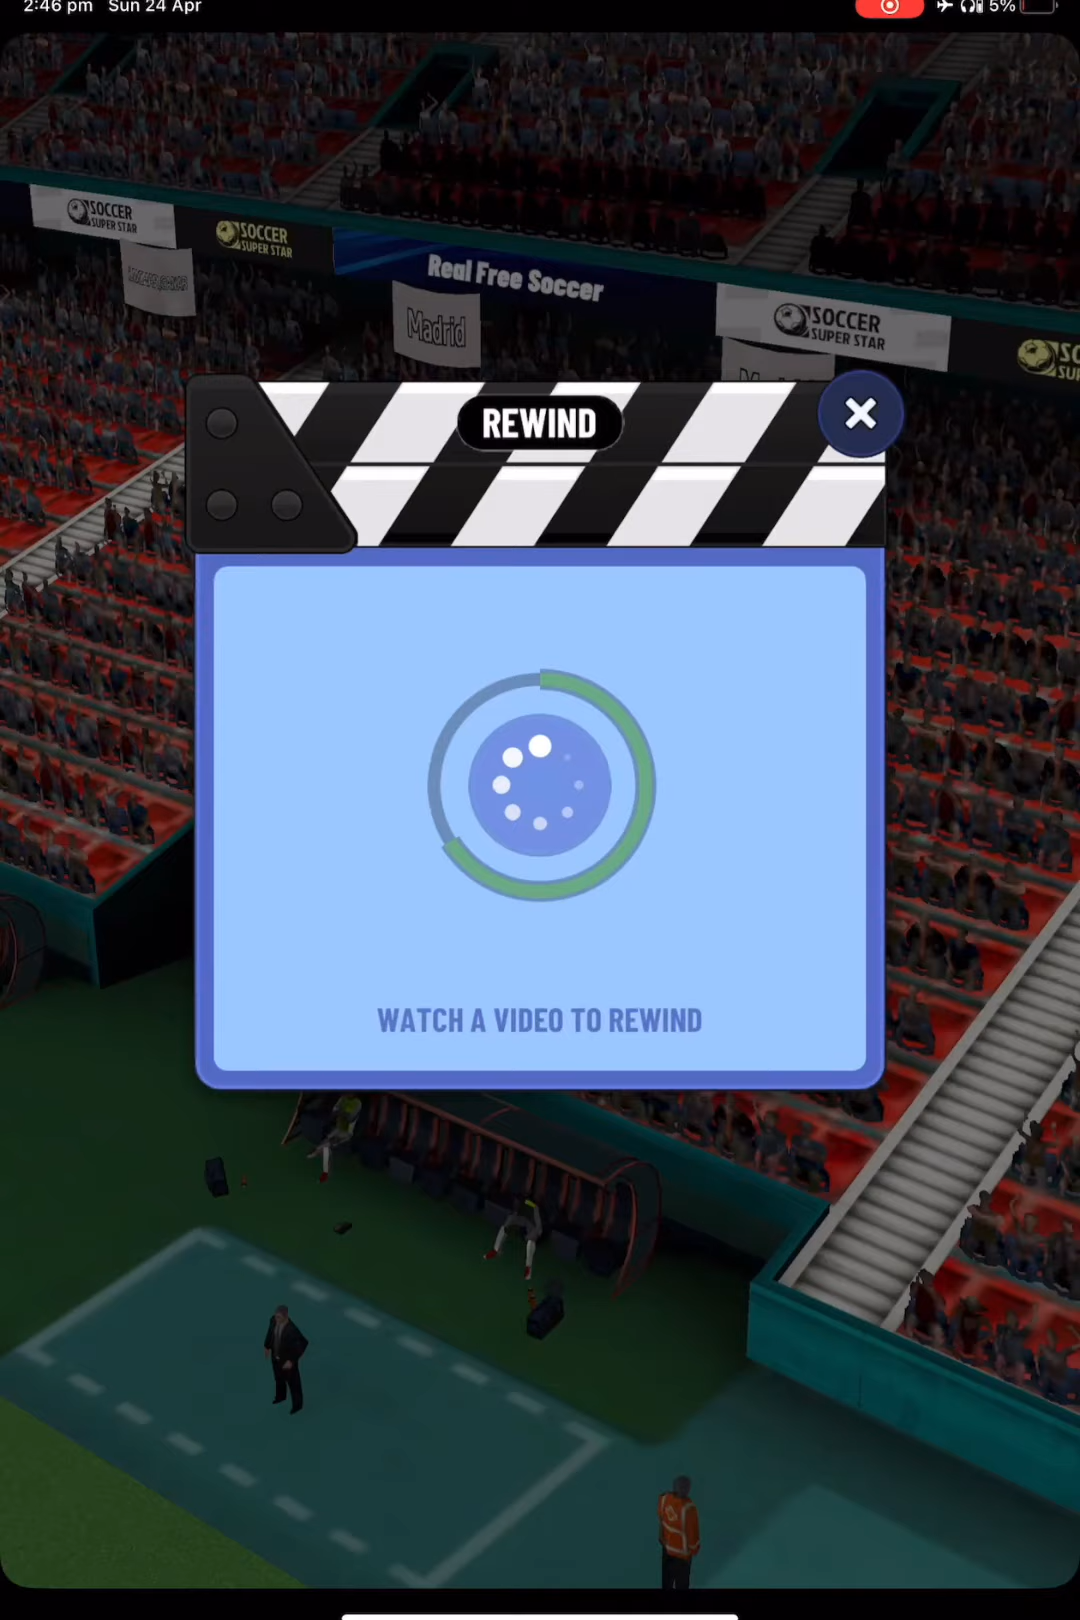 2:46 pm Sun 24 Apr
5%
SOCCER
SUPER STAR
SOCCER
SUPER STAR
Real Free Soccer
Madrid
SOCCER
SUPER STAR
REWIND
WATCH A VIDEO TO REWIND